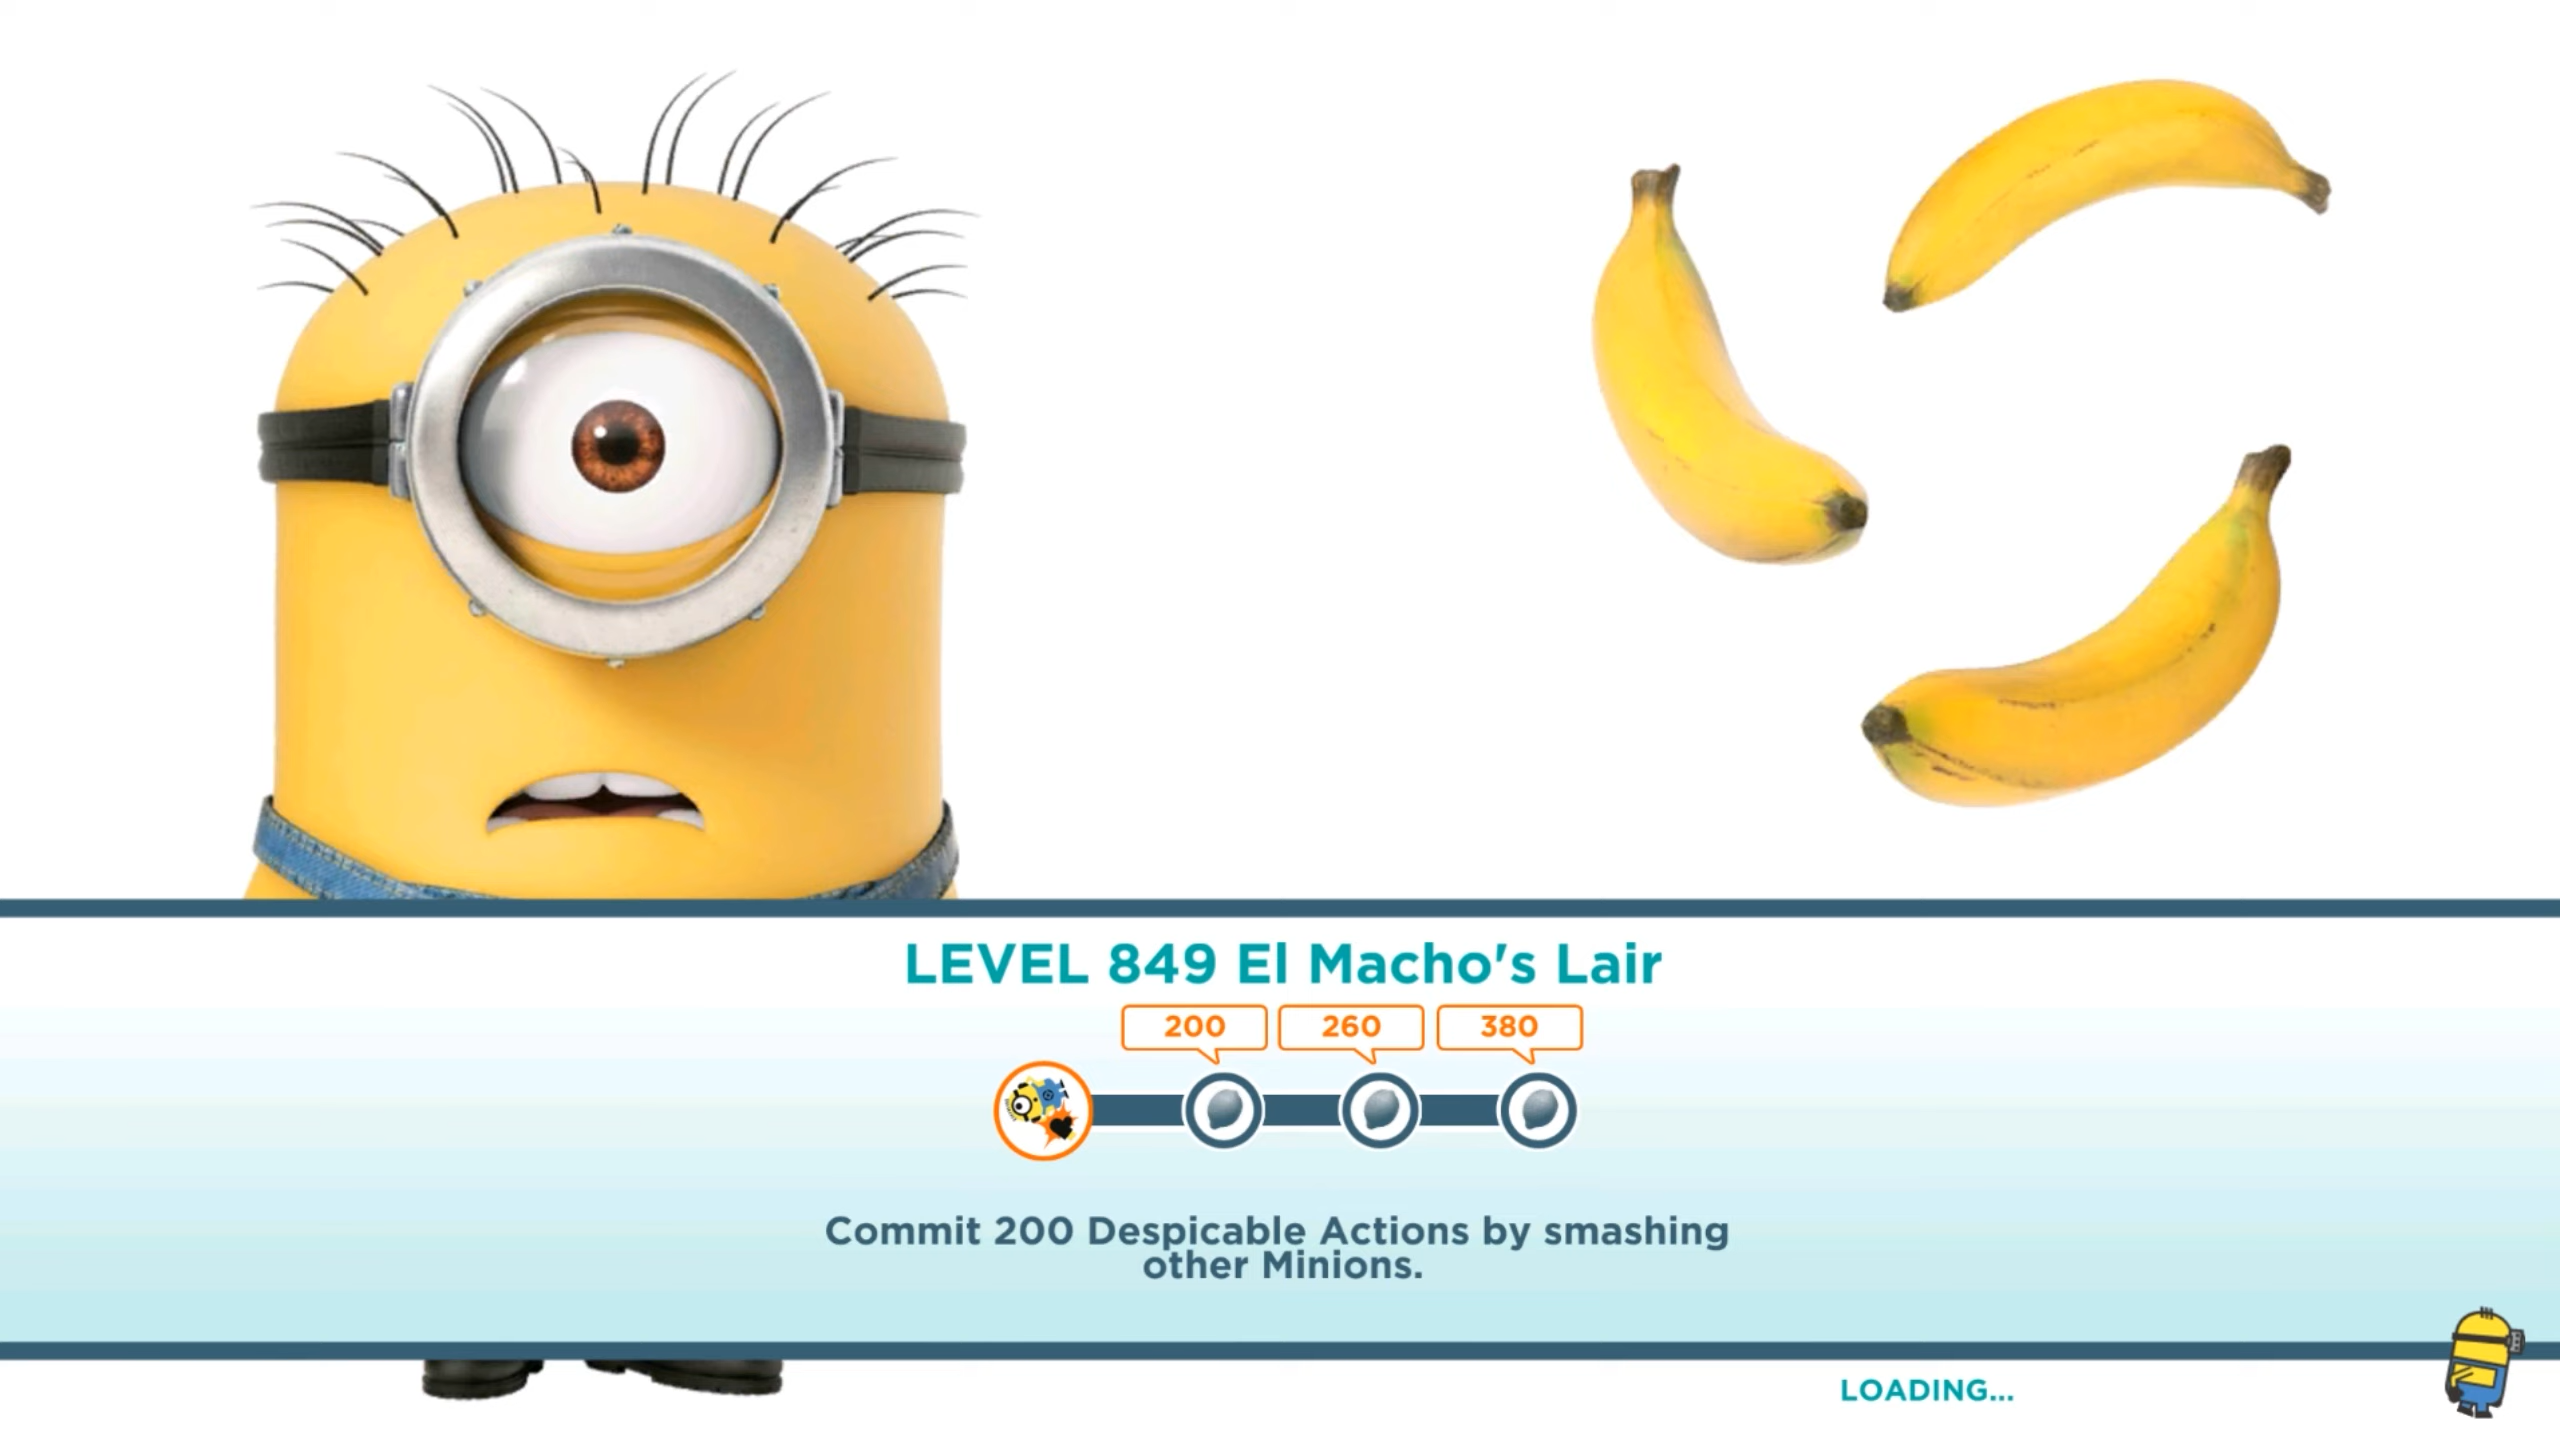 LEVEL 849 El Macho's Lair
200 260 380
Commit 200 Despicable Actions by smashing
other Minions.
LOADING...